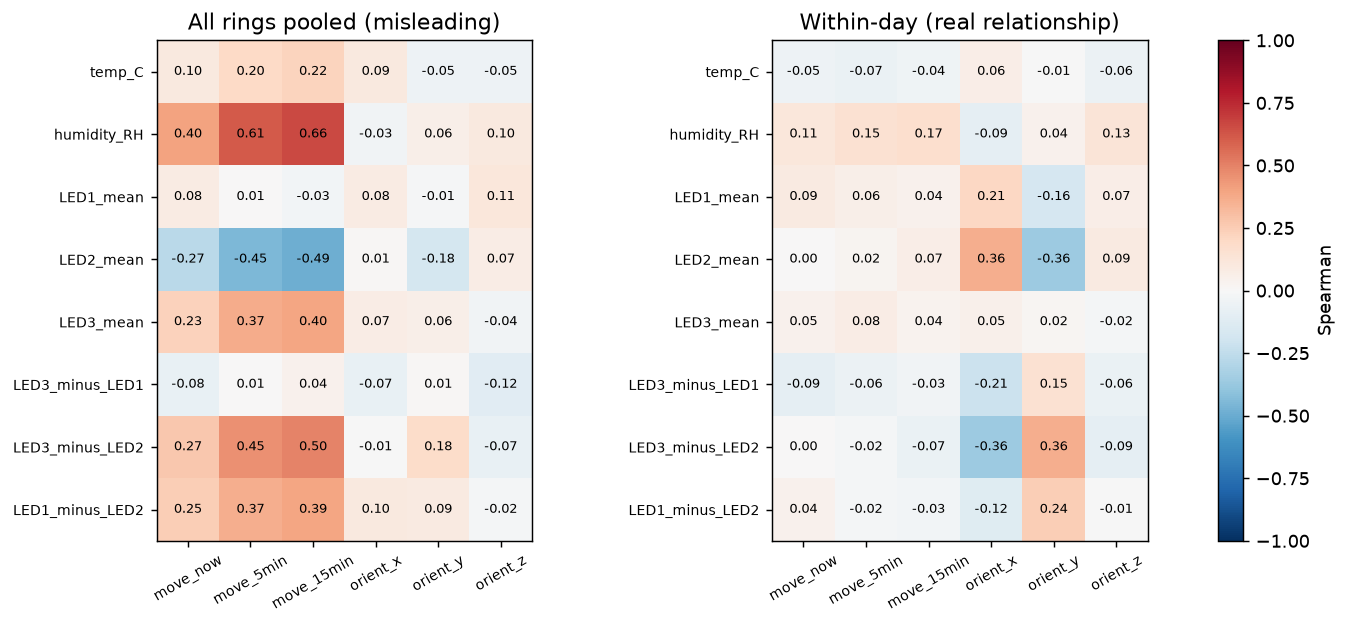 All rings pooled (misleading)
temp_C 0.10 0.20 0.22 0.09 -0.05 -0.05
humidity_RH 0.40 0.61 0.66 -0.03 0.06 0.10
LED1_mean 0.08 0.01 -0.03 0.08 -0.01 0.11
LED2_mean -0.27 -0.45 -0.49 0.01 -0.18 0.07
LED3_mean 0.23 0.37 0.40 0.07 0.06 -0.04
LED3_minus_LED1 -0.08 0.01 0.04 -0.07 0.01 -0.12
LED3_minus_LED2 0.27 0.45 0.50 -0.01 0.18 -0.07
LED1_minus_LED2 0.25 0.37 0.39 0.10 0.09 -0.02
move_now move_5min move_15min orient_x orient_y orient_z
Within-day (real relationship)
temp_C -0.05 -0.07 -0.04 0.06 -0.01 -0.06
humidity_RH 0.11 0.15 0.17 -0.09 0.04 0.13
LED1_mean 0.09 0.06 0.04 0.21 -0.16 0.07
LED2_mean 0.00 0.02 0.07 0.36 -0.36 0.09
LED3_mean 0.05 0.08 0.04 0.05 0.02 -0.02
LED3_minus_LED1 -0.09 -0.06 -0.03 -0.21 0.15 -0.06
LED3_minus_LED2 0.00 -0.02 -0.07 -0.36 0.36 -0.09
LED1_minus_LED2 0.04 -0.02 -0.03 -0.12 0.24 -0.01
move_now move_5min move_15min orient_x orient_y orient_z
1.00
0.75
0.50
0.25
0.00
−0.25
−0.50
−0.75
−1.00
Spearman